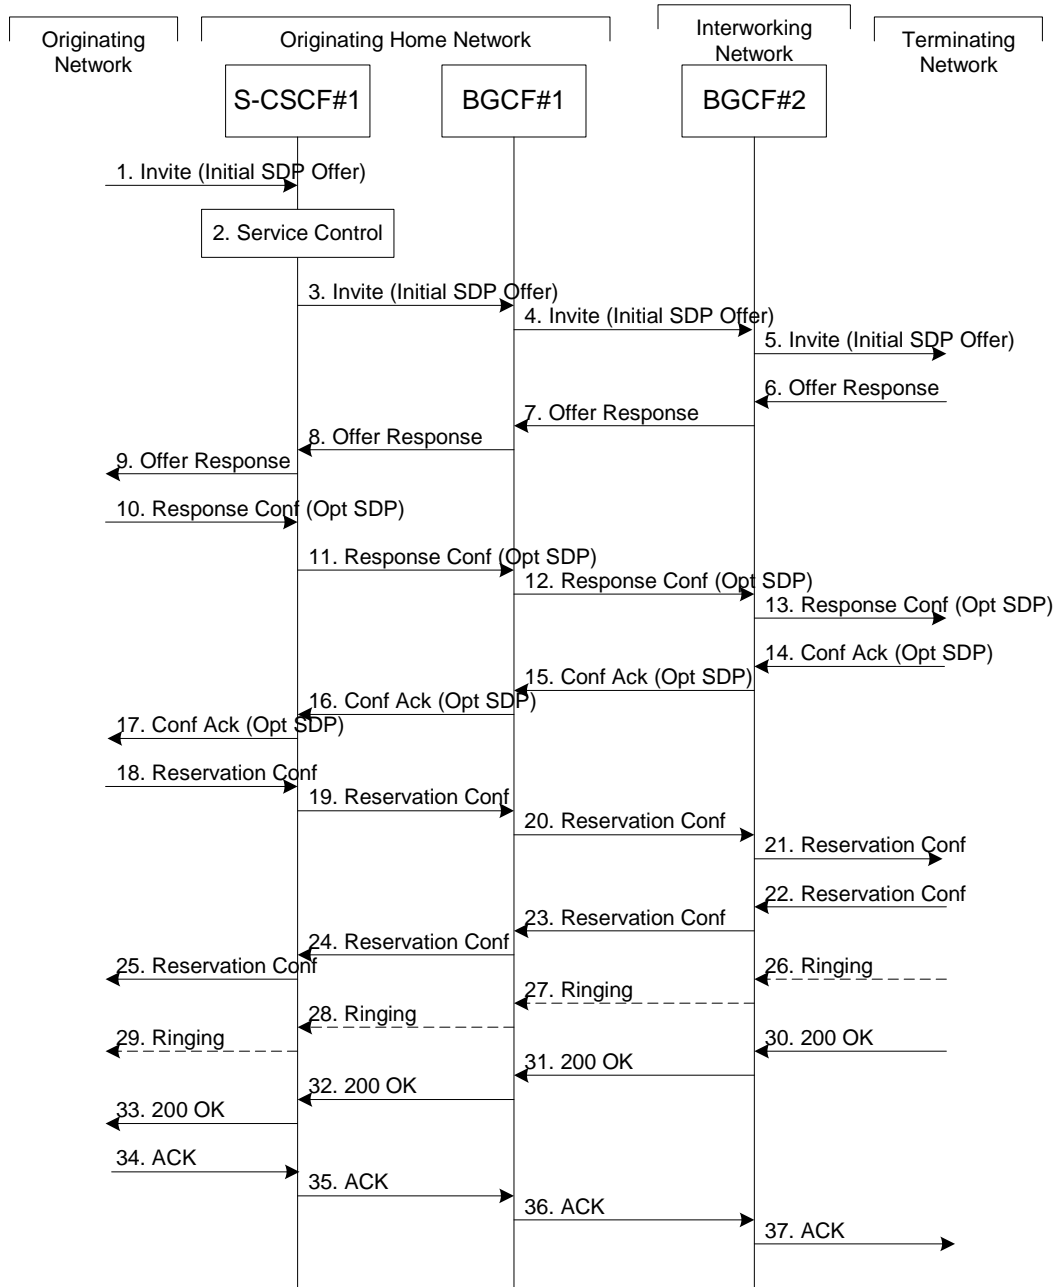 Originating
Network
Originating Home Network
Interworking
Network
Terminating
Network
S-CSCF#1
BGCF#1
BGCF#2
1. Invite (Initial SDP Offer)
2. Service Control
3. Invite (Initial SDP Offer)
4. Invite (Initial SDP Offer)
5. Invite (Initial SDP Offer)
6. Offer Response
7. Offer Response
8. Offer Response
9. Offer Response
10. Response Conf (Opt SDP)
11. Response Conf (Opt SDP)
12. Response Conf (Opt SDP)
13. Response Conf (Opt SDP)
14. Conf Ack (Opt SDP)
15. Conf Ack (Opt SDP)
16. Conf Ack (Opt SDP)
17. Conf Ack (Opt SDP)
18. Reservation Conf
19. Reservation Conf
20. Reservation Conf
21. Reservation Conf
22. Reservation Conf
23. Reservation Conf
24. Reservation Conf
25. Reservation Conf
26. Ringing
27. Ringing
28. Ringing
29. Ringing
30. 200 OK
31. 200 OK
32. 200 OK
33. 200 OK
34. ACK
35. ACK
36. ACK
37. ACK